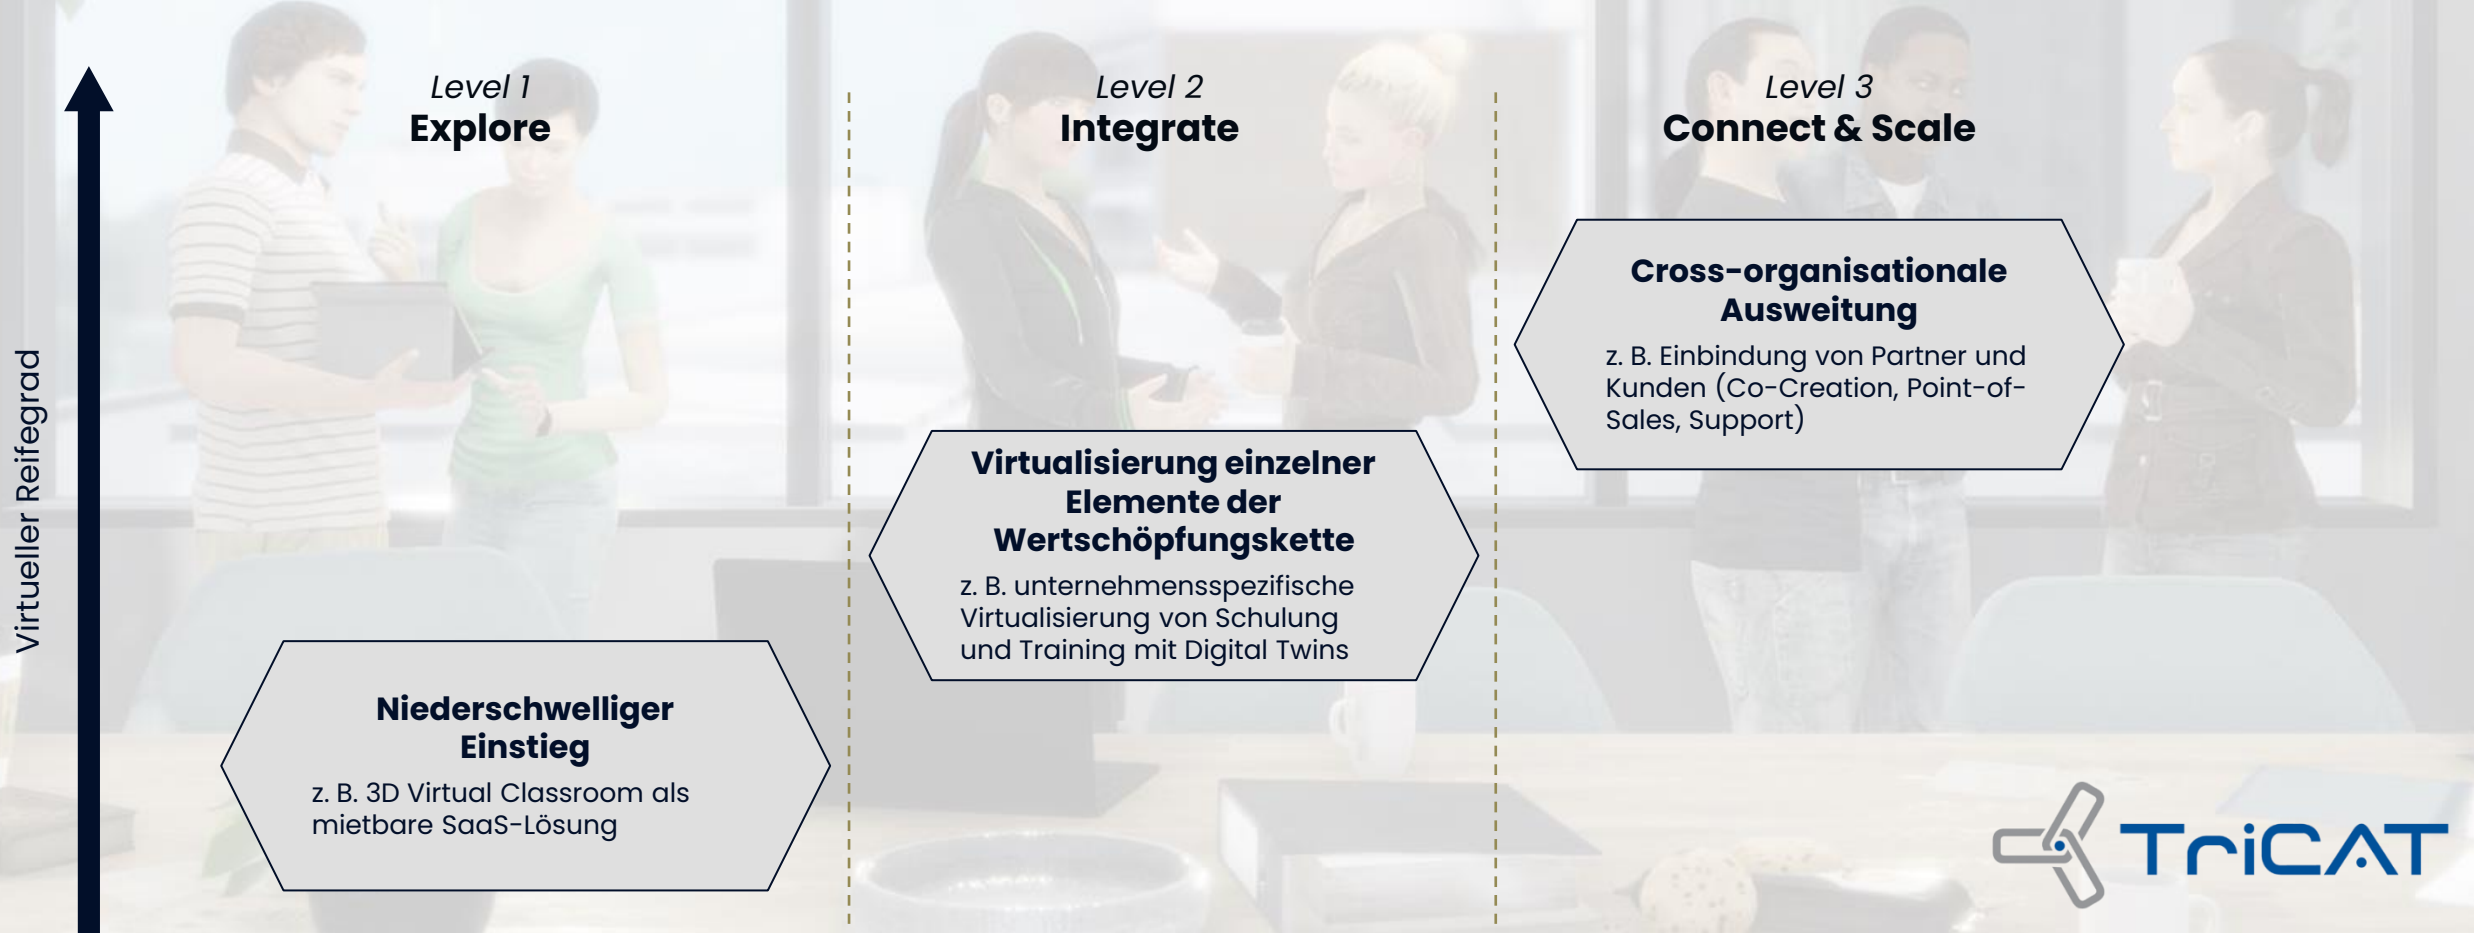 Virtueller Reifegrad
Level 1
Explore
Niederschwelliger
Einstieg
z. B. 3D Virtual Classroom als
mietbare SaaS-Lösung
Level 2
Integrate
Virtualisierung einzelner
Elemente der
Wertschöpfungskette
z. B. unternehmensspezifische
Virtualisierung von Schulung
und Training mit Digital Twins
Level 3
Connect & Scale
Cross-organisationale
Ausweitung
z. B. Einbindung von Partner und
Kunden (Co-Creation, Point-of-
Sales, Support)
TriCAT